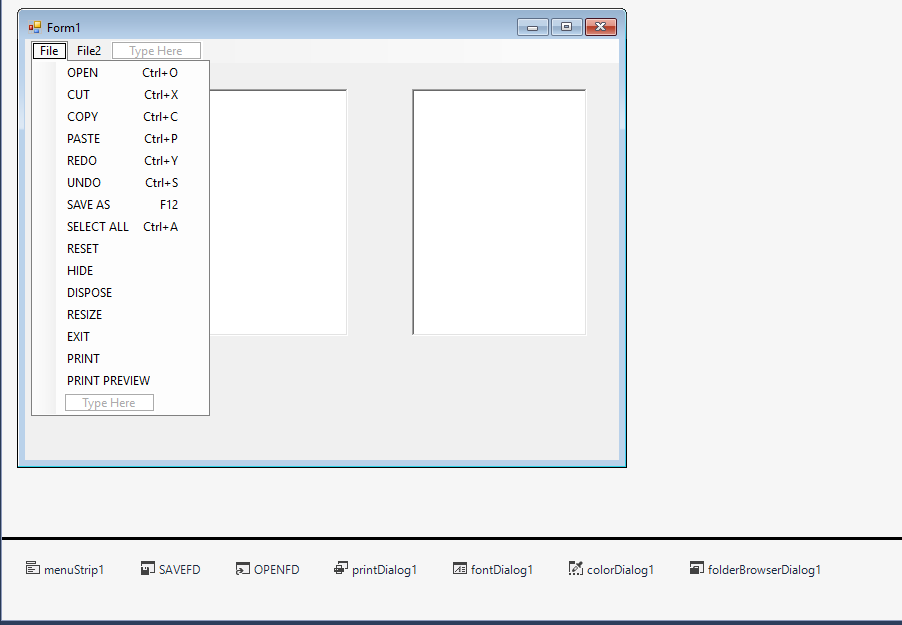 Form1
File File2 Type Here
OPEN Ctrl+O
CUT Ctrl+X
COPY Ctrl+C
PASTE Ctrl+P
REDO Ctrl+Y
UNDO Ctrl+S
SAVE AS F12
SELECT ALL Ctrl+A
RESET
HIDE
DISPOSE
RESIZE
EXIT
PRINT
PRINT PREVIEW
Type Here
menuStrip1 SAVEFD OPENFD printDialog1 fontDialog1 colorDialog1 folderBrowserDialog1